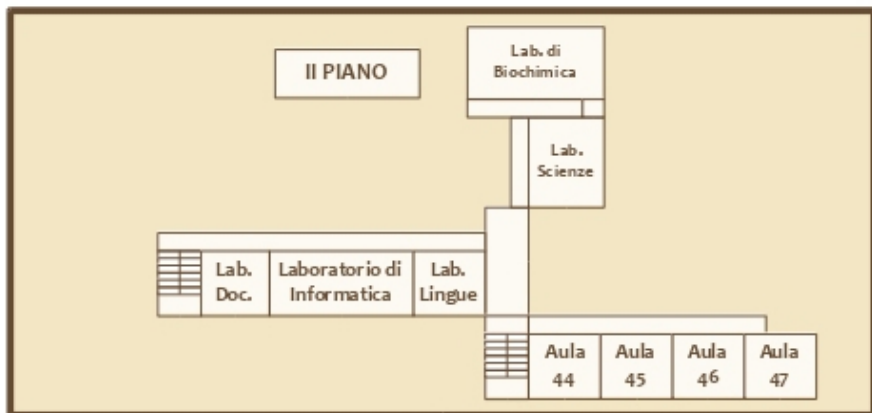 II PIANO
Lab. di
Biochimica
Lab.
Scienze
Lab.
Doc.
Laboratorio di
Informatica
Lab.
Lingue
Aula
44
Aula
45
Aula
46
Aula
47